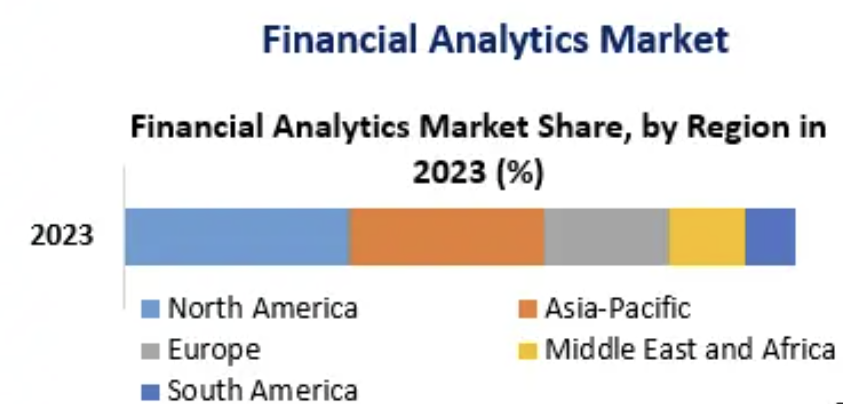 Financial Analytics Market
Financial Analytics Market Share, by Region in
2023 (%)
2023
North America
Asia-Pacific
Europe
Middle East and Africa
South America